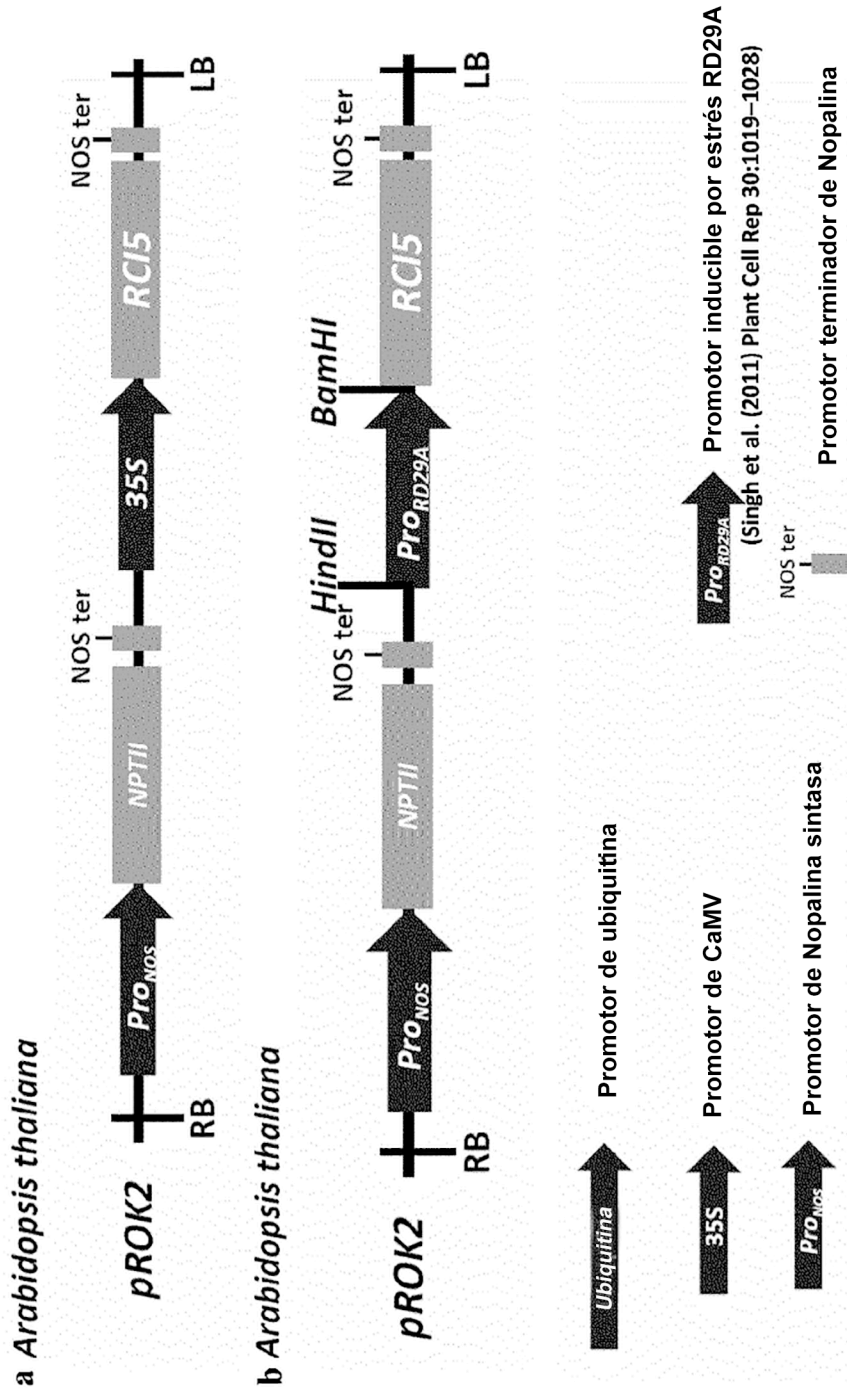 a Arabidopsis thaliana
pROK2
RB
Pro NOS
NPTII
NOS ter
35S
RCI5
NOS ter
LB
b Arabidopsis thaliana
pROK2
RB
Pro NOS
NPTII
NOS ter
HindII
Pro RD29A
BamHI
RCI5
NOS ter
LB
Ubiquitina
Promotor de ubiquitina
35S
Promotor de CaMV
Pro NOS
Promotor de Nopalina sintasa
Pro RD29A
Promotor inducible por estrés RD29A
(Singh et al. (2011) Plant Cell Rep 30:1019–1028)
NOS ter
Promotor terminador de Nopalina